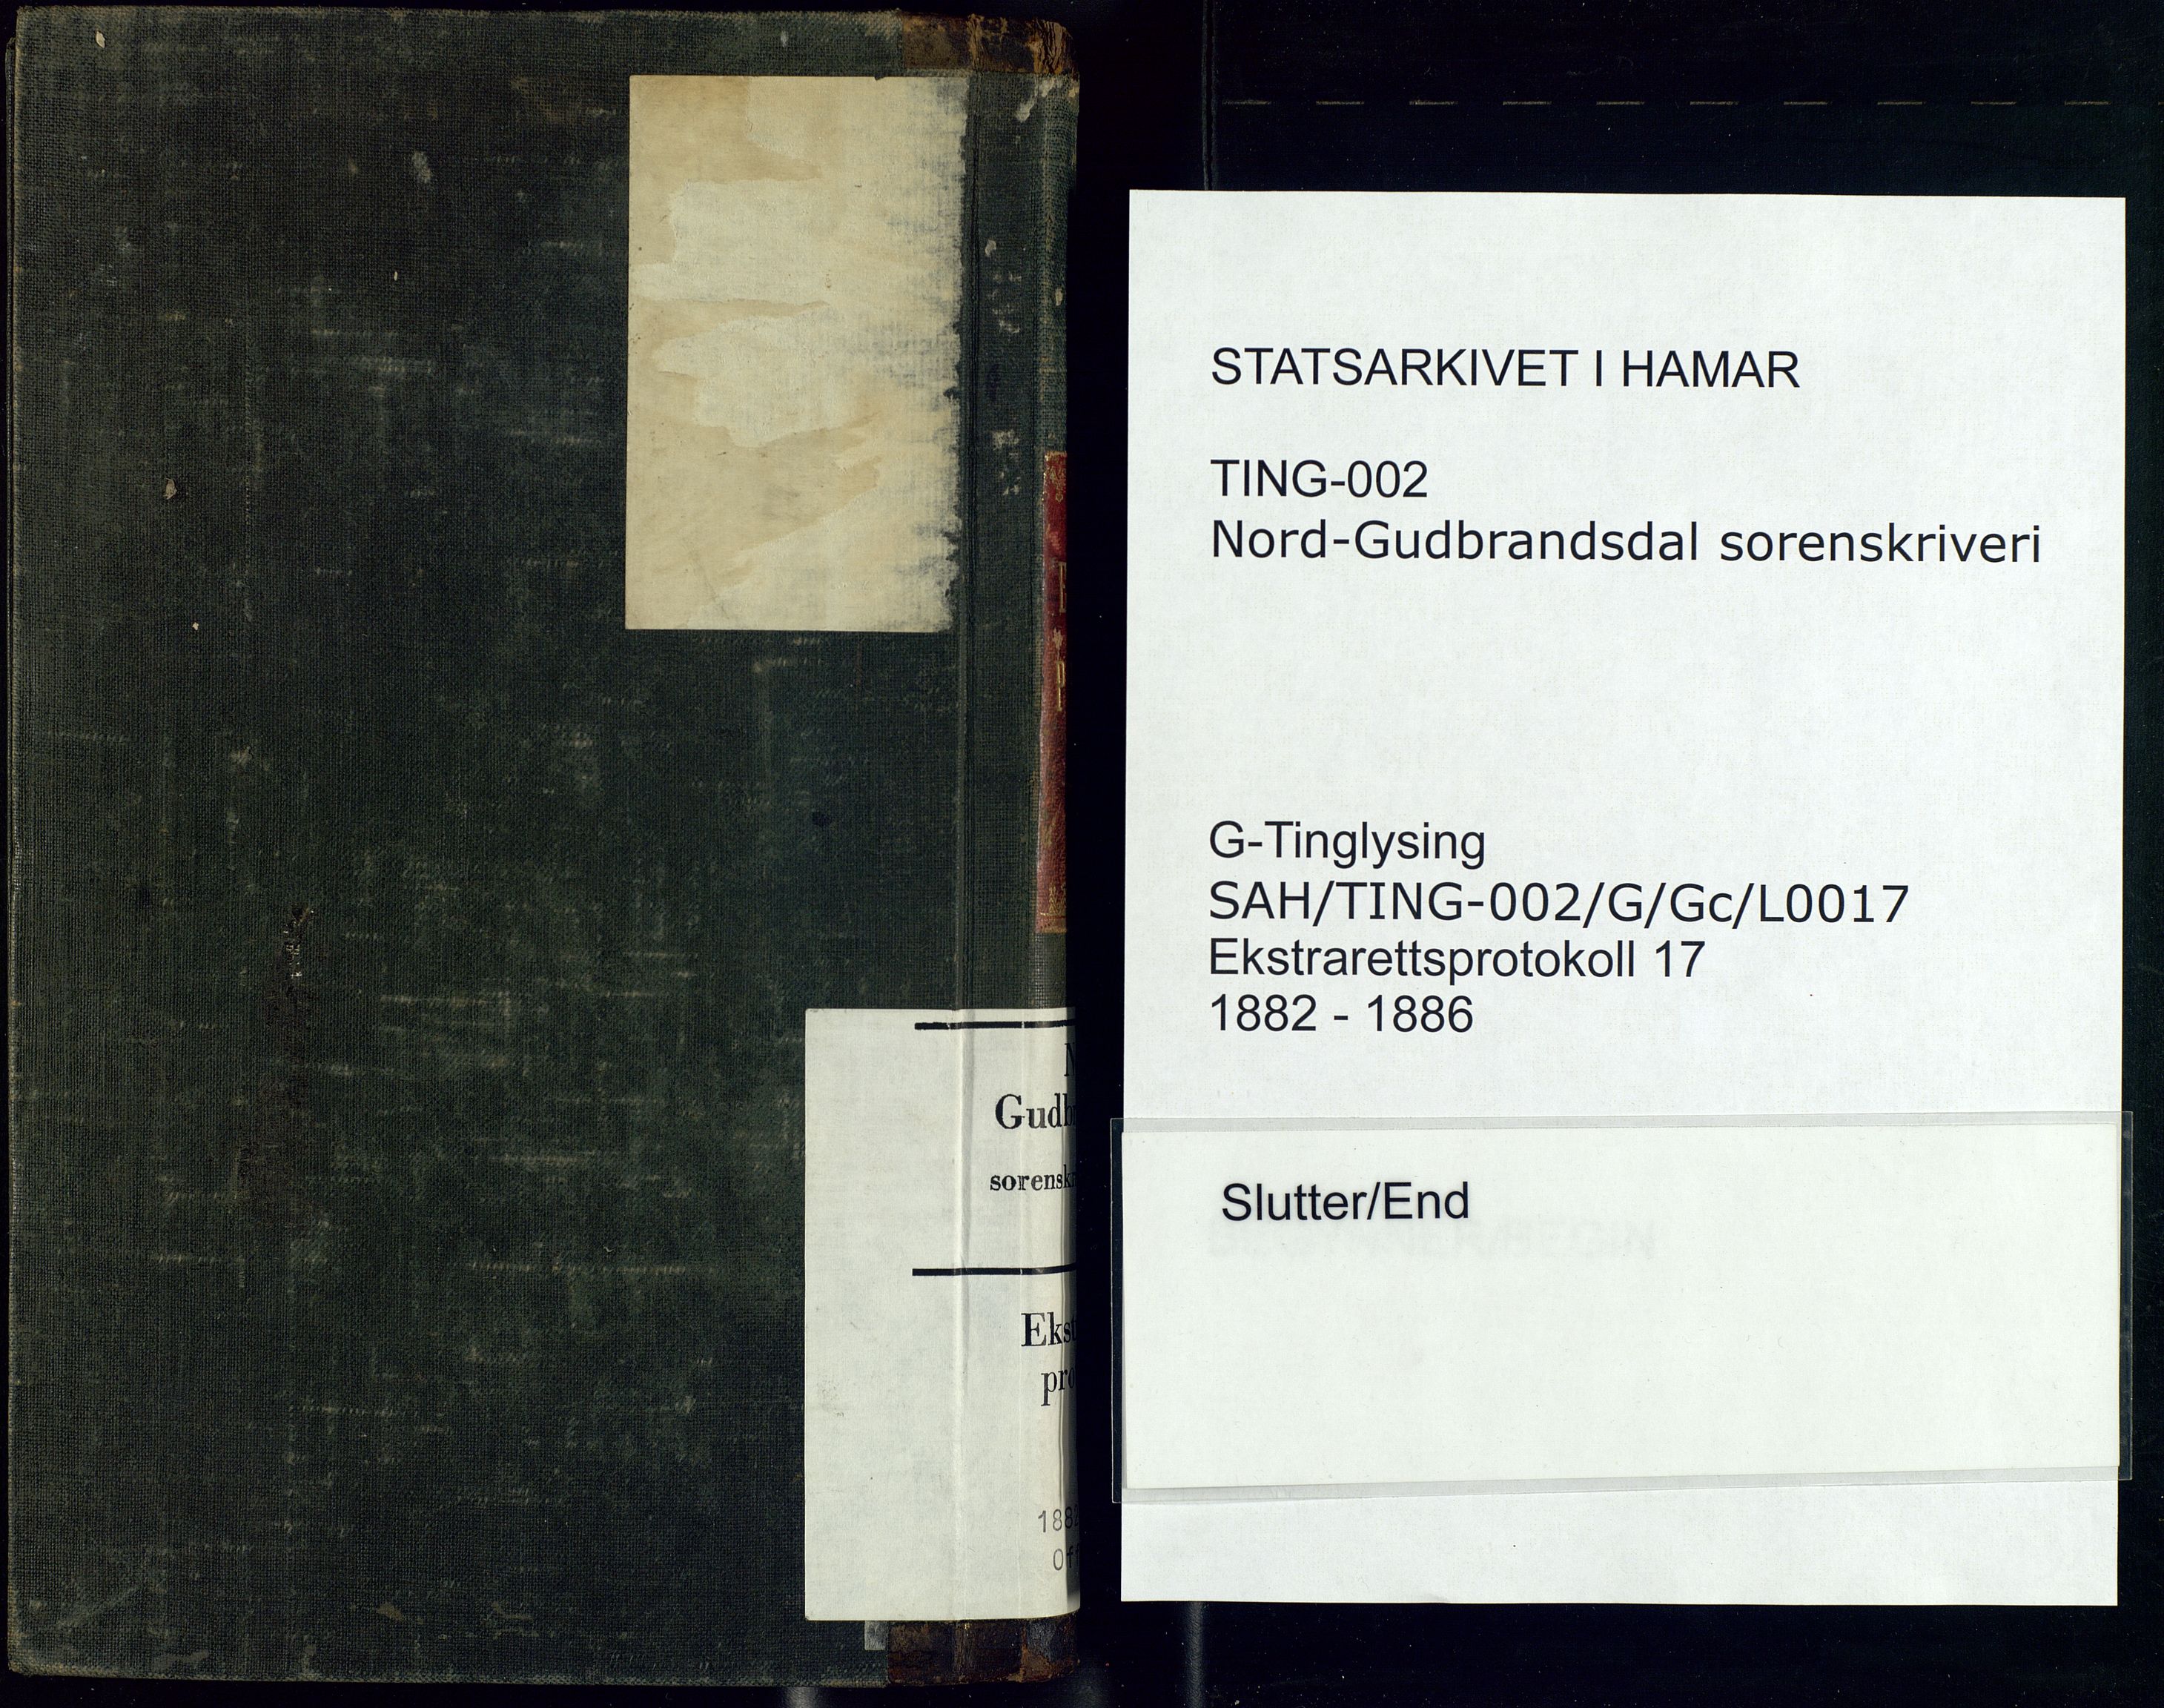 STATSARKIVET I HAMAR
TING-002
Nord-Gudbrandsdal sorenskriveri
G-Tinglysing
SAH/TING-002/G/Gc/L0017
Ekstrarettsprotokoll 17
1882 - 1886
Slutter/End
N
Gudb
sorensk
Eks
pro
188
Of